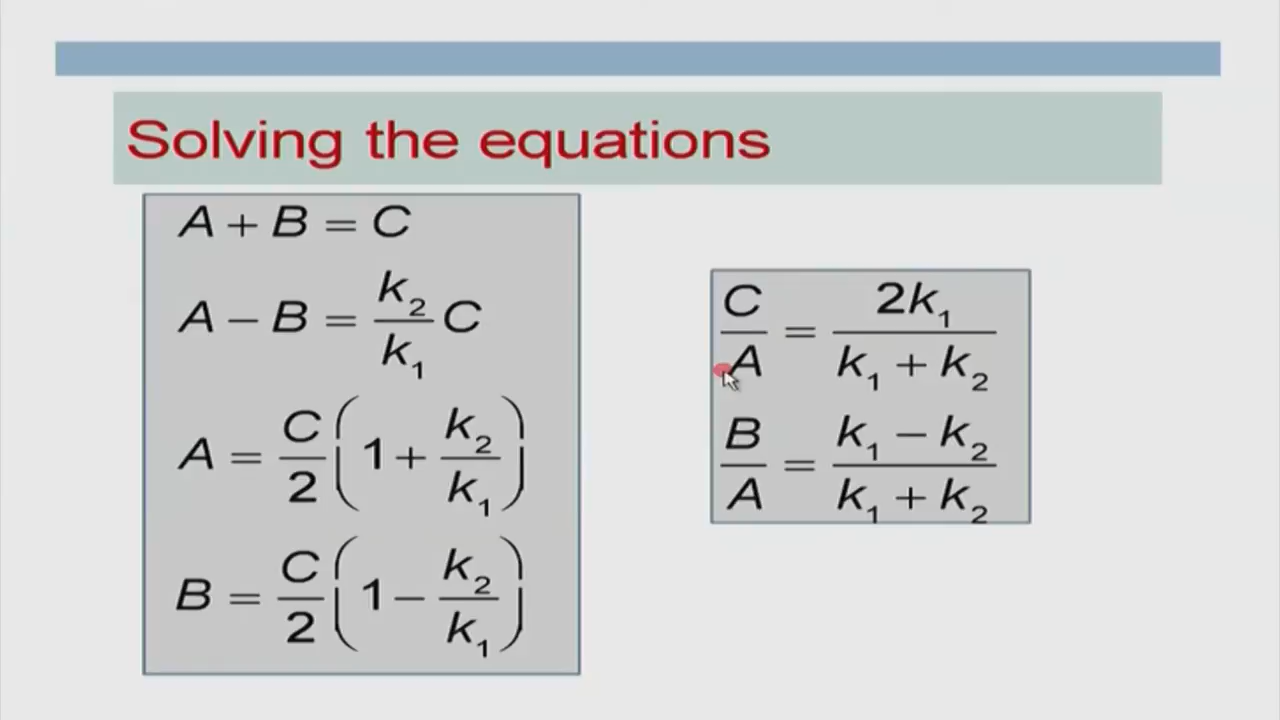 Solving the equations
A + B = C
A − B = k₂/k₁ C
A = C/2 (1 + k₂/k₁)
B = C/2 (1 − k₂/k₁)
C/A = 2k₁/(k₁ + k₂)
B/A = (k₁ − k₂)/(k₁ + k₂)